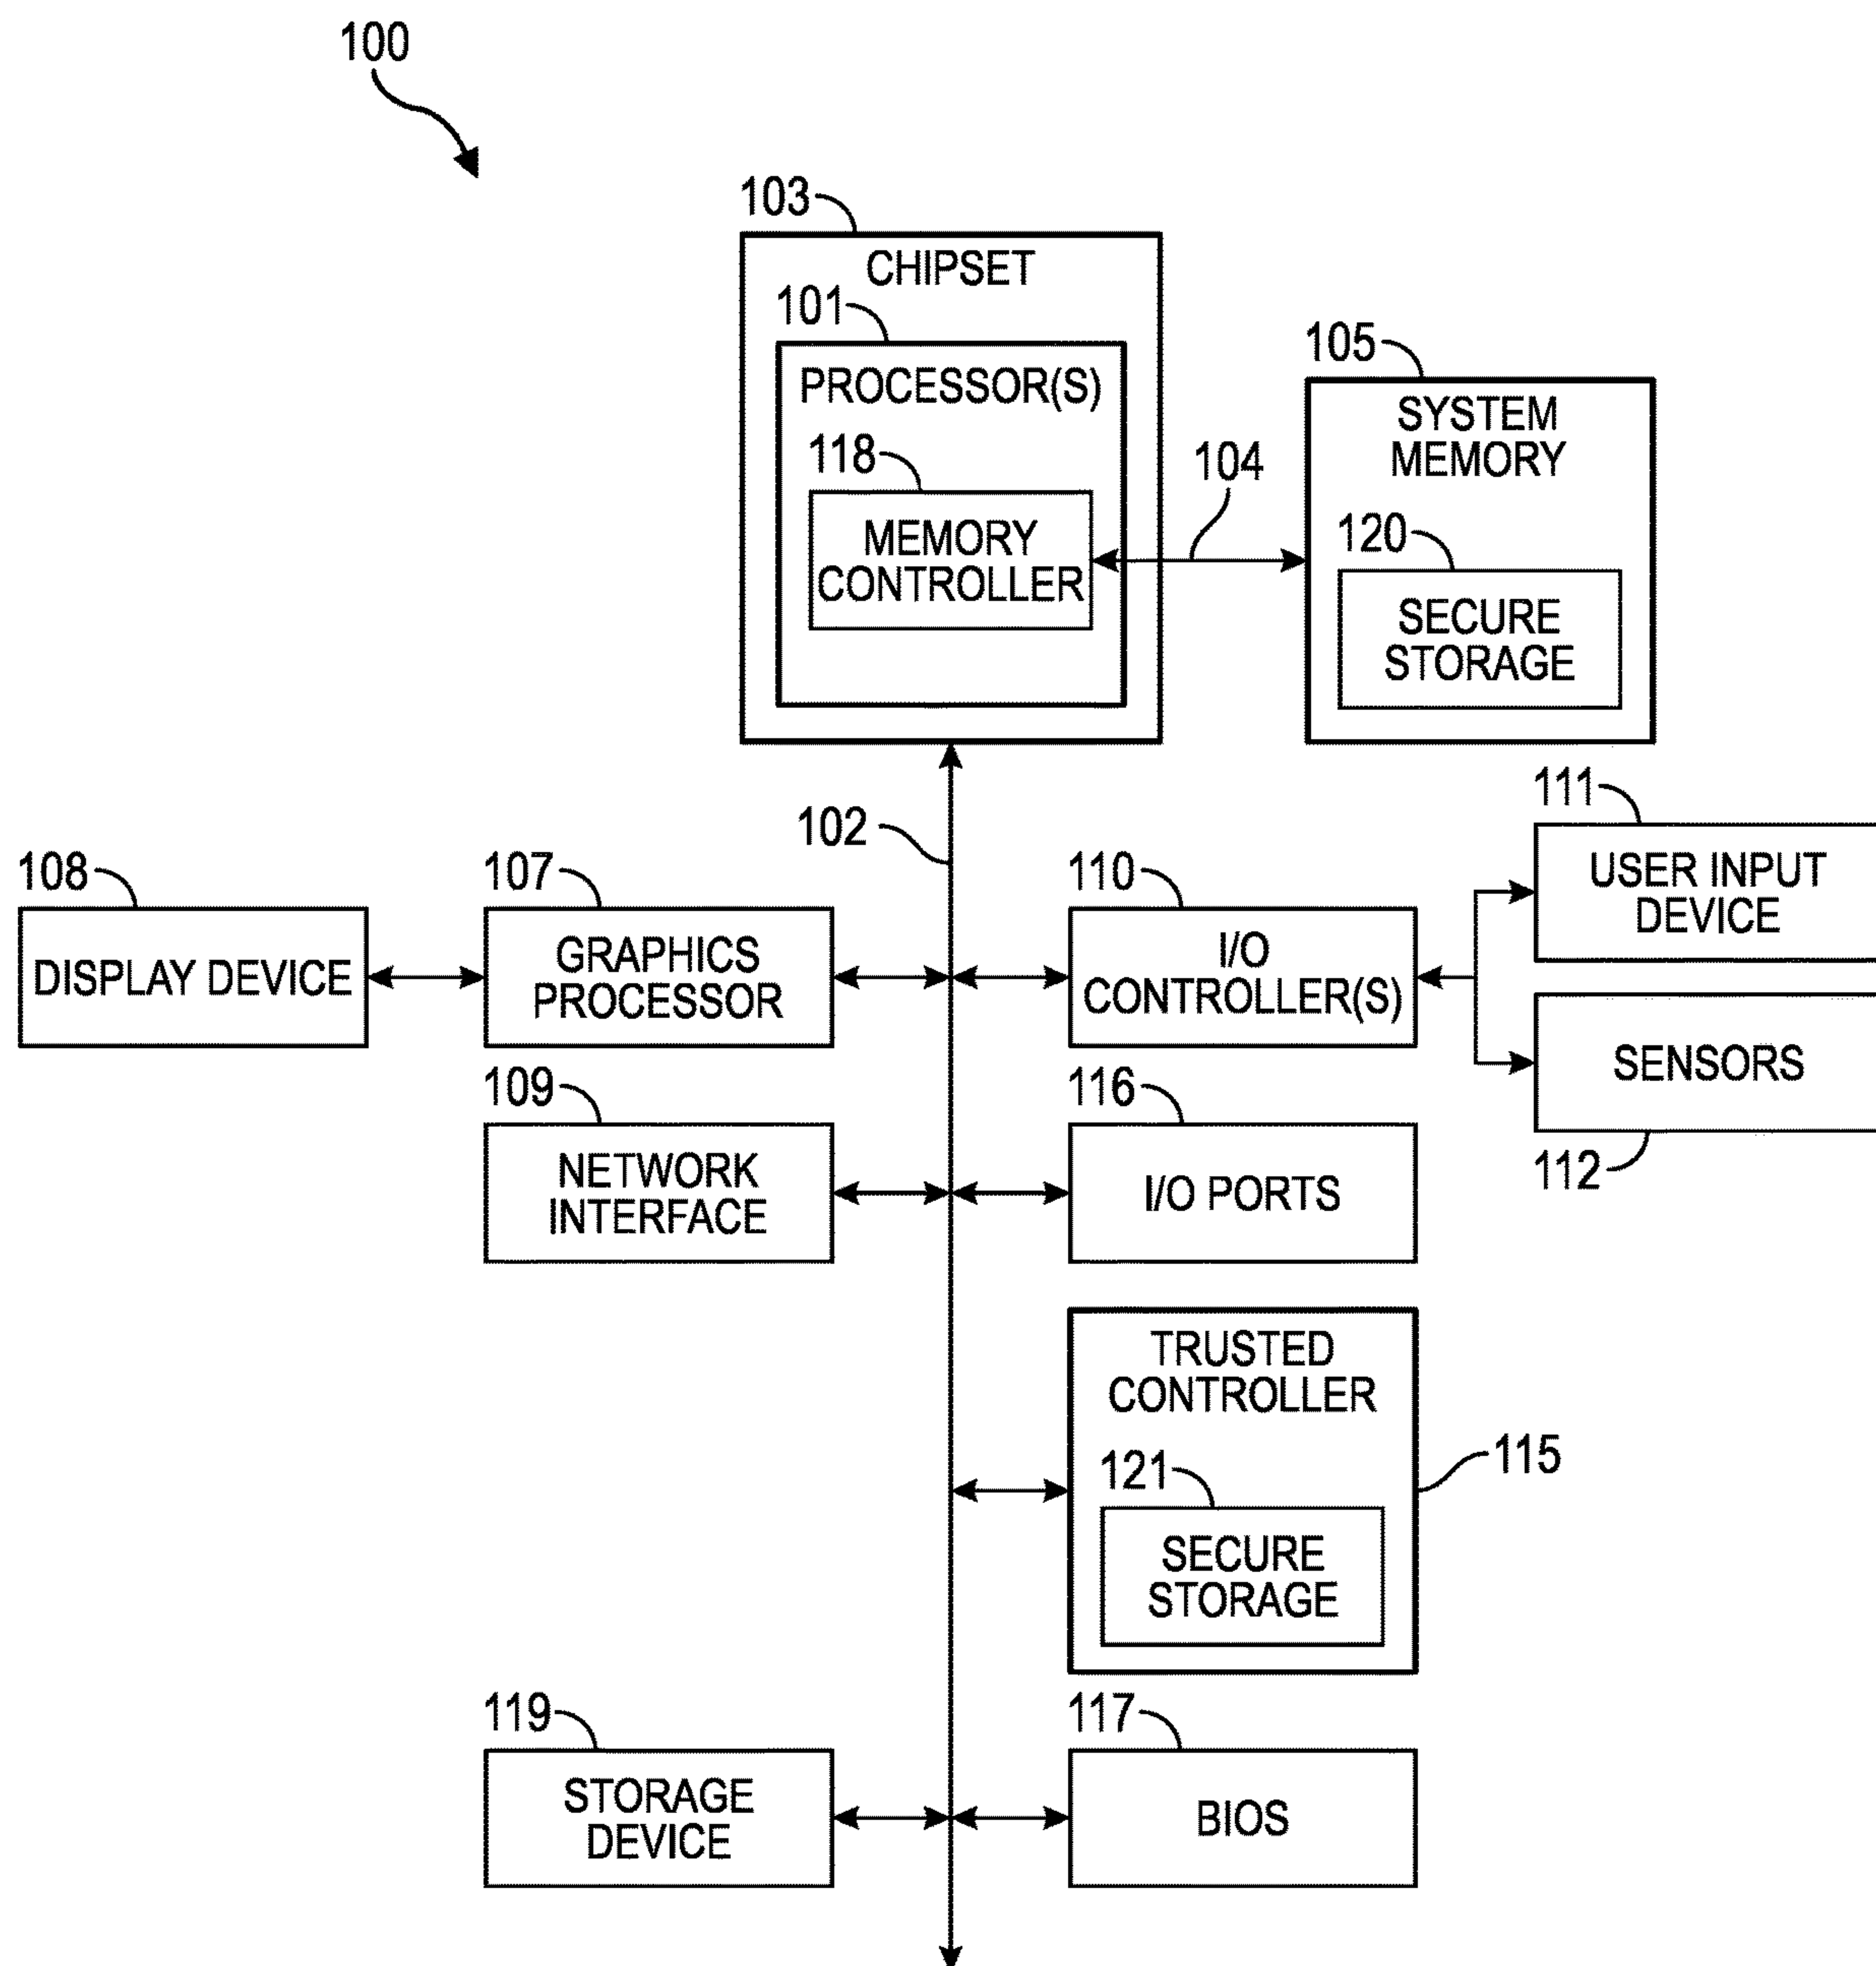 100
103
CHIPSET
101
PROCESSOR(S)
118
MEMORY
CONTROLLER
104
105
SYSTEM
MEMORY
120
SECURE
STORAGE
102
111
USER INPUT
DEVICE
108
DISPLAY DEVICE
107
GRAPHICS
PROCESSOR
110
I/O
CONTROLLER(S)
SENSORS
112
109
NETWORK
INTERFACE
116
I/O PORTS
TRUSTED
CONTROLLER
115
121
SECURE
STORAGE
119
STORAGE
DEVICE
117
BIOS